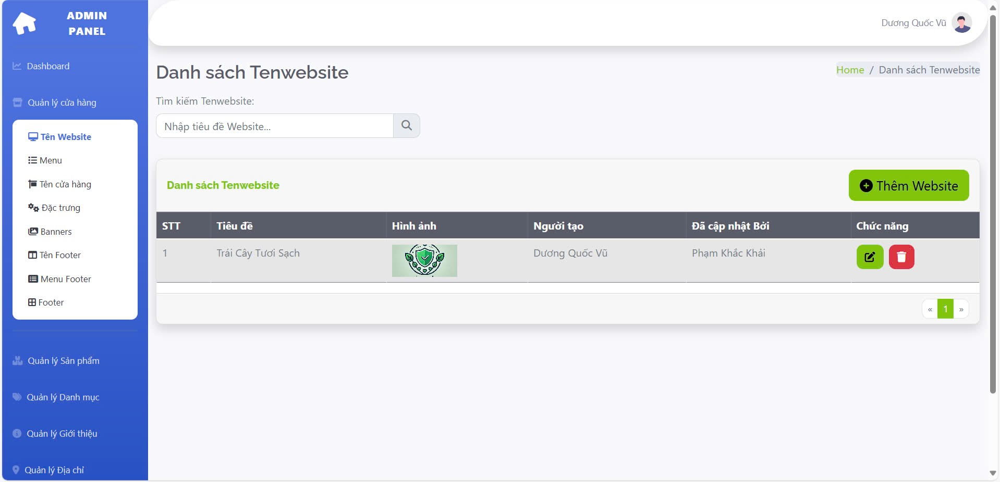 ADMIN
PANEL
Dương Quốc Vũ
Dashboard
Quản lý cửa hàng
Tên Website
Menu
Tên cửa hàng
Đặc trưng
Banners
Tên Footer
Menu Footer
Footer
Quản lý Sản phẩm
Quản lý Danh mục
Quản lý Giới thiệu
Quản lý Địa chỉ
Danh sách Tenwebsite
Home / Danh sách Tenwebsite
Tìm kiếm Tenwebsite:
Nhập tiêu đề Website...
Danh sách Tenwebsite
Thêm Website
STT Tiêu đề Hình ảnh Người tạo Đã cập nhật Bởi Chức năng
1 Trái Cây Tươi Sạch Dương Quốc Vũ Phạm Khắc Khải
« 1 »